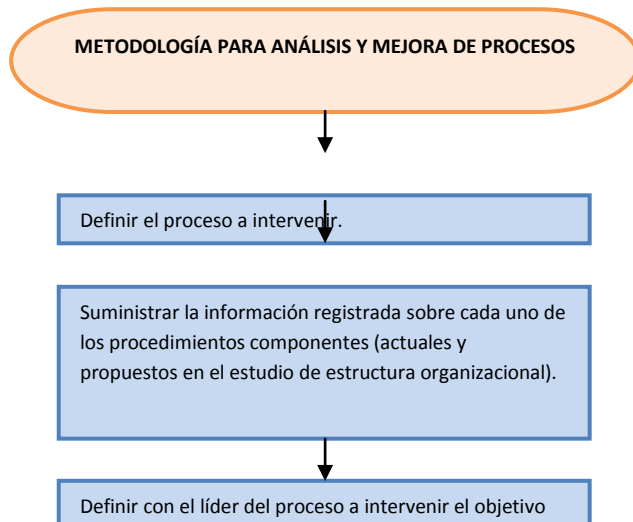 METODOLOGÍA PARA ANÁLISIS Y MEJORA DE PROCESOS
Definir el proceso a intervenir.
Suministrar la información registrada sobre cada uno de
los procedimientos componentes (actuales y
propuestos en el estudio de estructura organizacional).
Definir con el líder del proceso a intervenir el objetivo